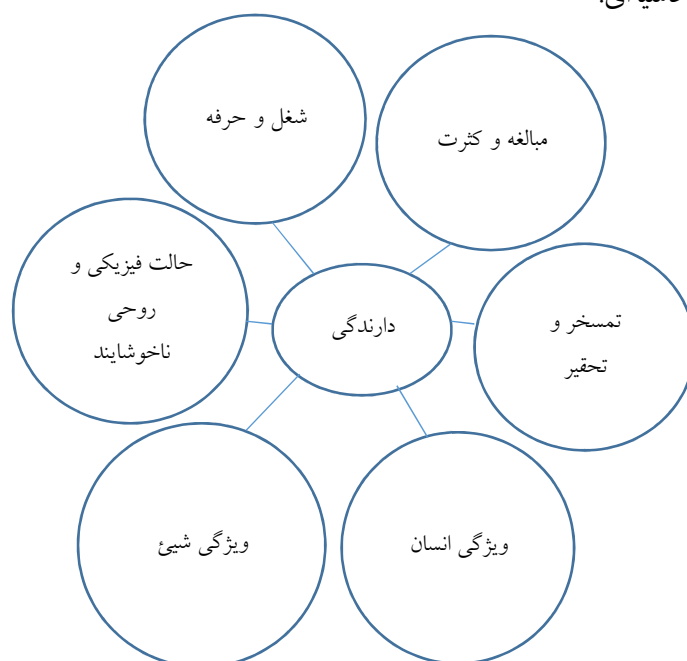 شغل و حرفه
مبالغه و کثرت
حالت فیزیکی و
روحی
ناخوشایند
دارندگی
تمسخر و
تحقیر
ویژگی شیئ
ویژگی انسان